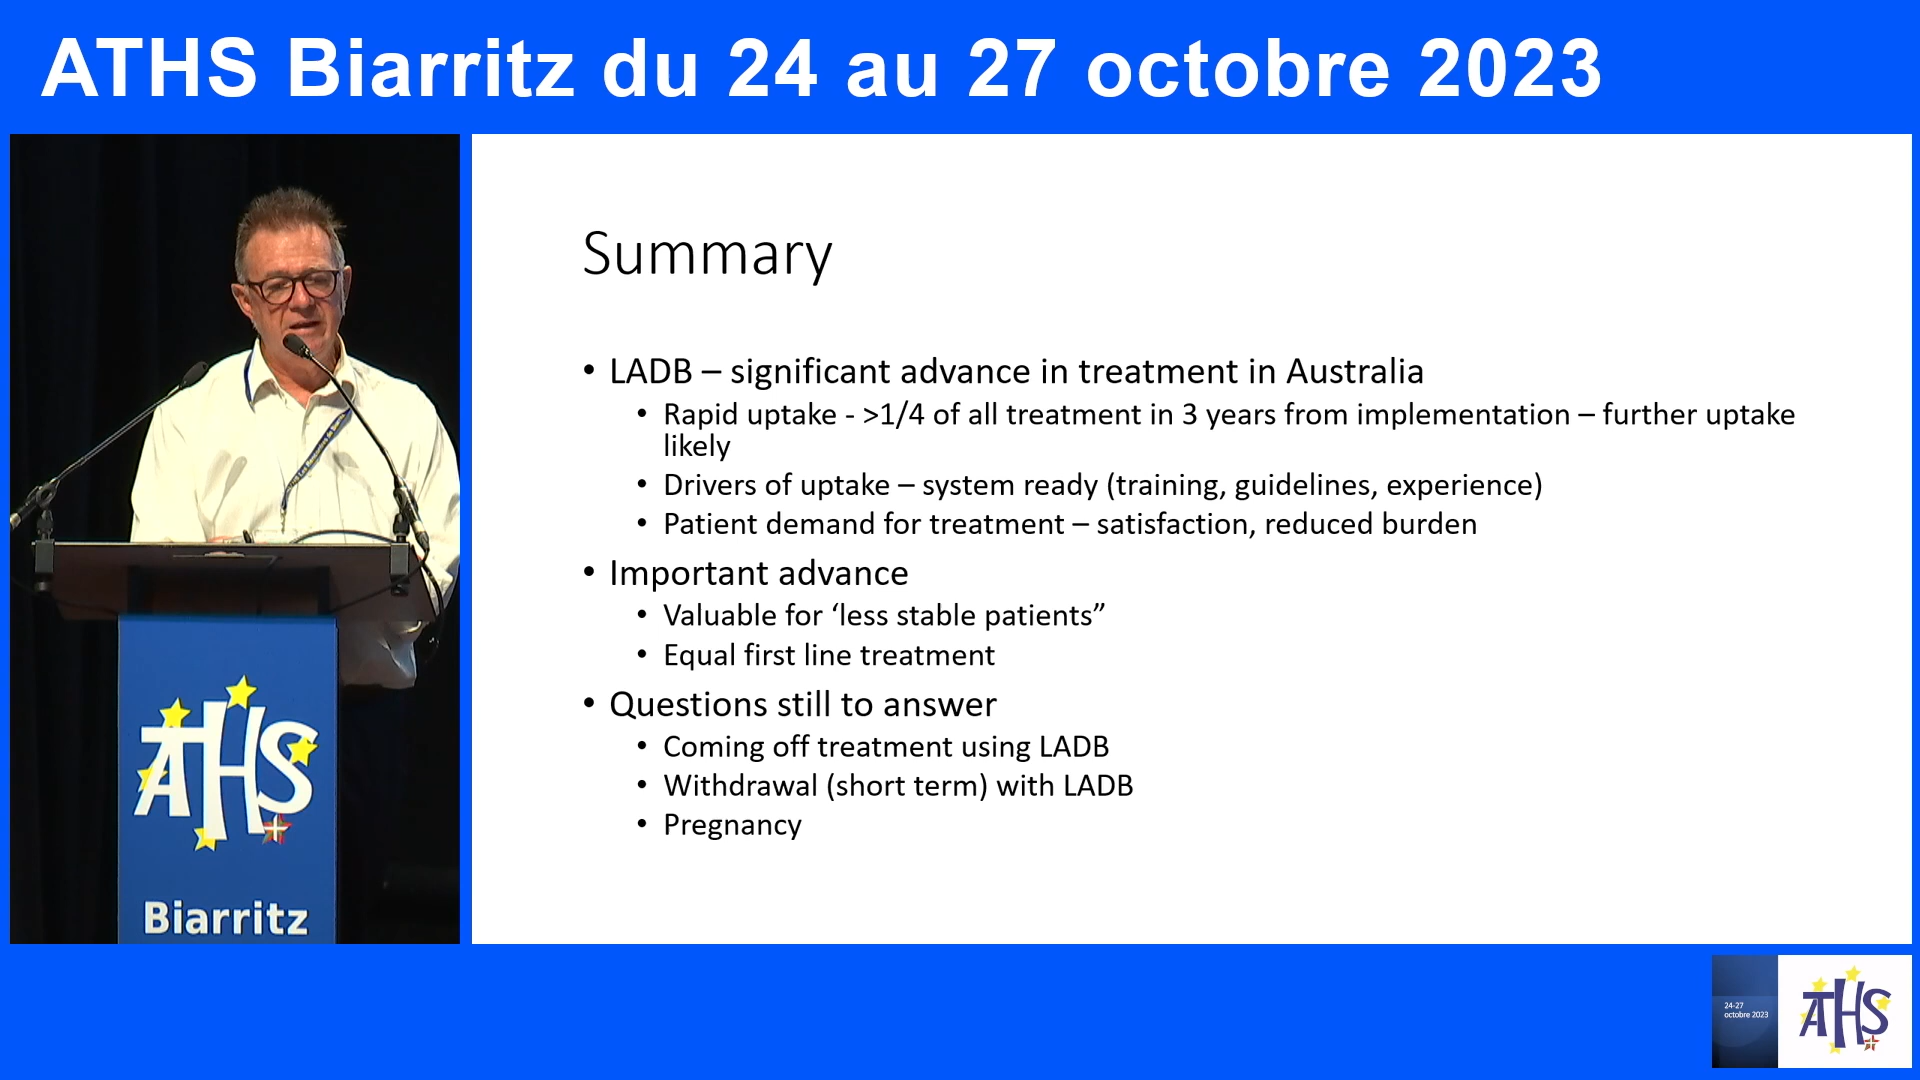 ATHS Biarritz du 24 au 27 octobre 2023
Summary
• LADB – significant advance in treatment in Australia
• Rapid uptake - >1/4 of all treatment in 3 years from implementation – further uptake
likely
• Drivers of uptake – system ready (training, guidelines, experience)
• Patient demand for treatment – satisfaction, reduced burden
• Important advance
• Valuable for ‘less stable patients”
• Equal first line treatment
• Questions still to answer
• Coming off treatment using LADB
• Withdrawal (short term) with LADB
• Pregnancy
ATHS
Biarritz
24-27
octobre 2023
ATHS